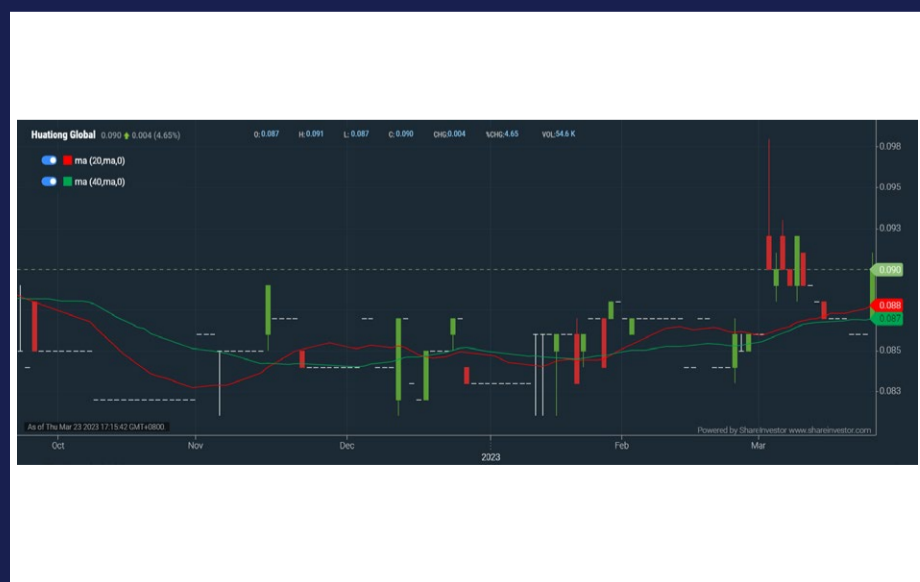 Huationg Global 0.090 0.004 (4.65%) O: 0.087 H: 0.091 L: 0.087 C: 0.090 CHG:0.004 %CHG:4.65 VOL:54.6 K
ma (20,ma,0)
ma (40,ma,0)
0.098
0.095
0.093
0.090
0.088
0.087
0.085
0.083
As of Thu Mar 23 2023 17:15:42 GMT+0800
Powered by ShareInvestor www.shareinvestor.com
Oct Nov Dec Feb Mar
2023